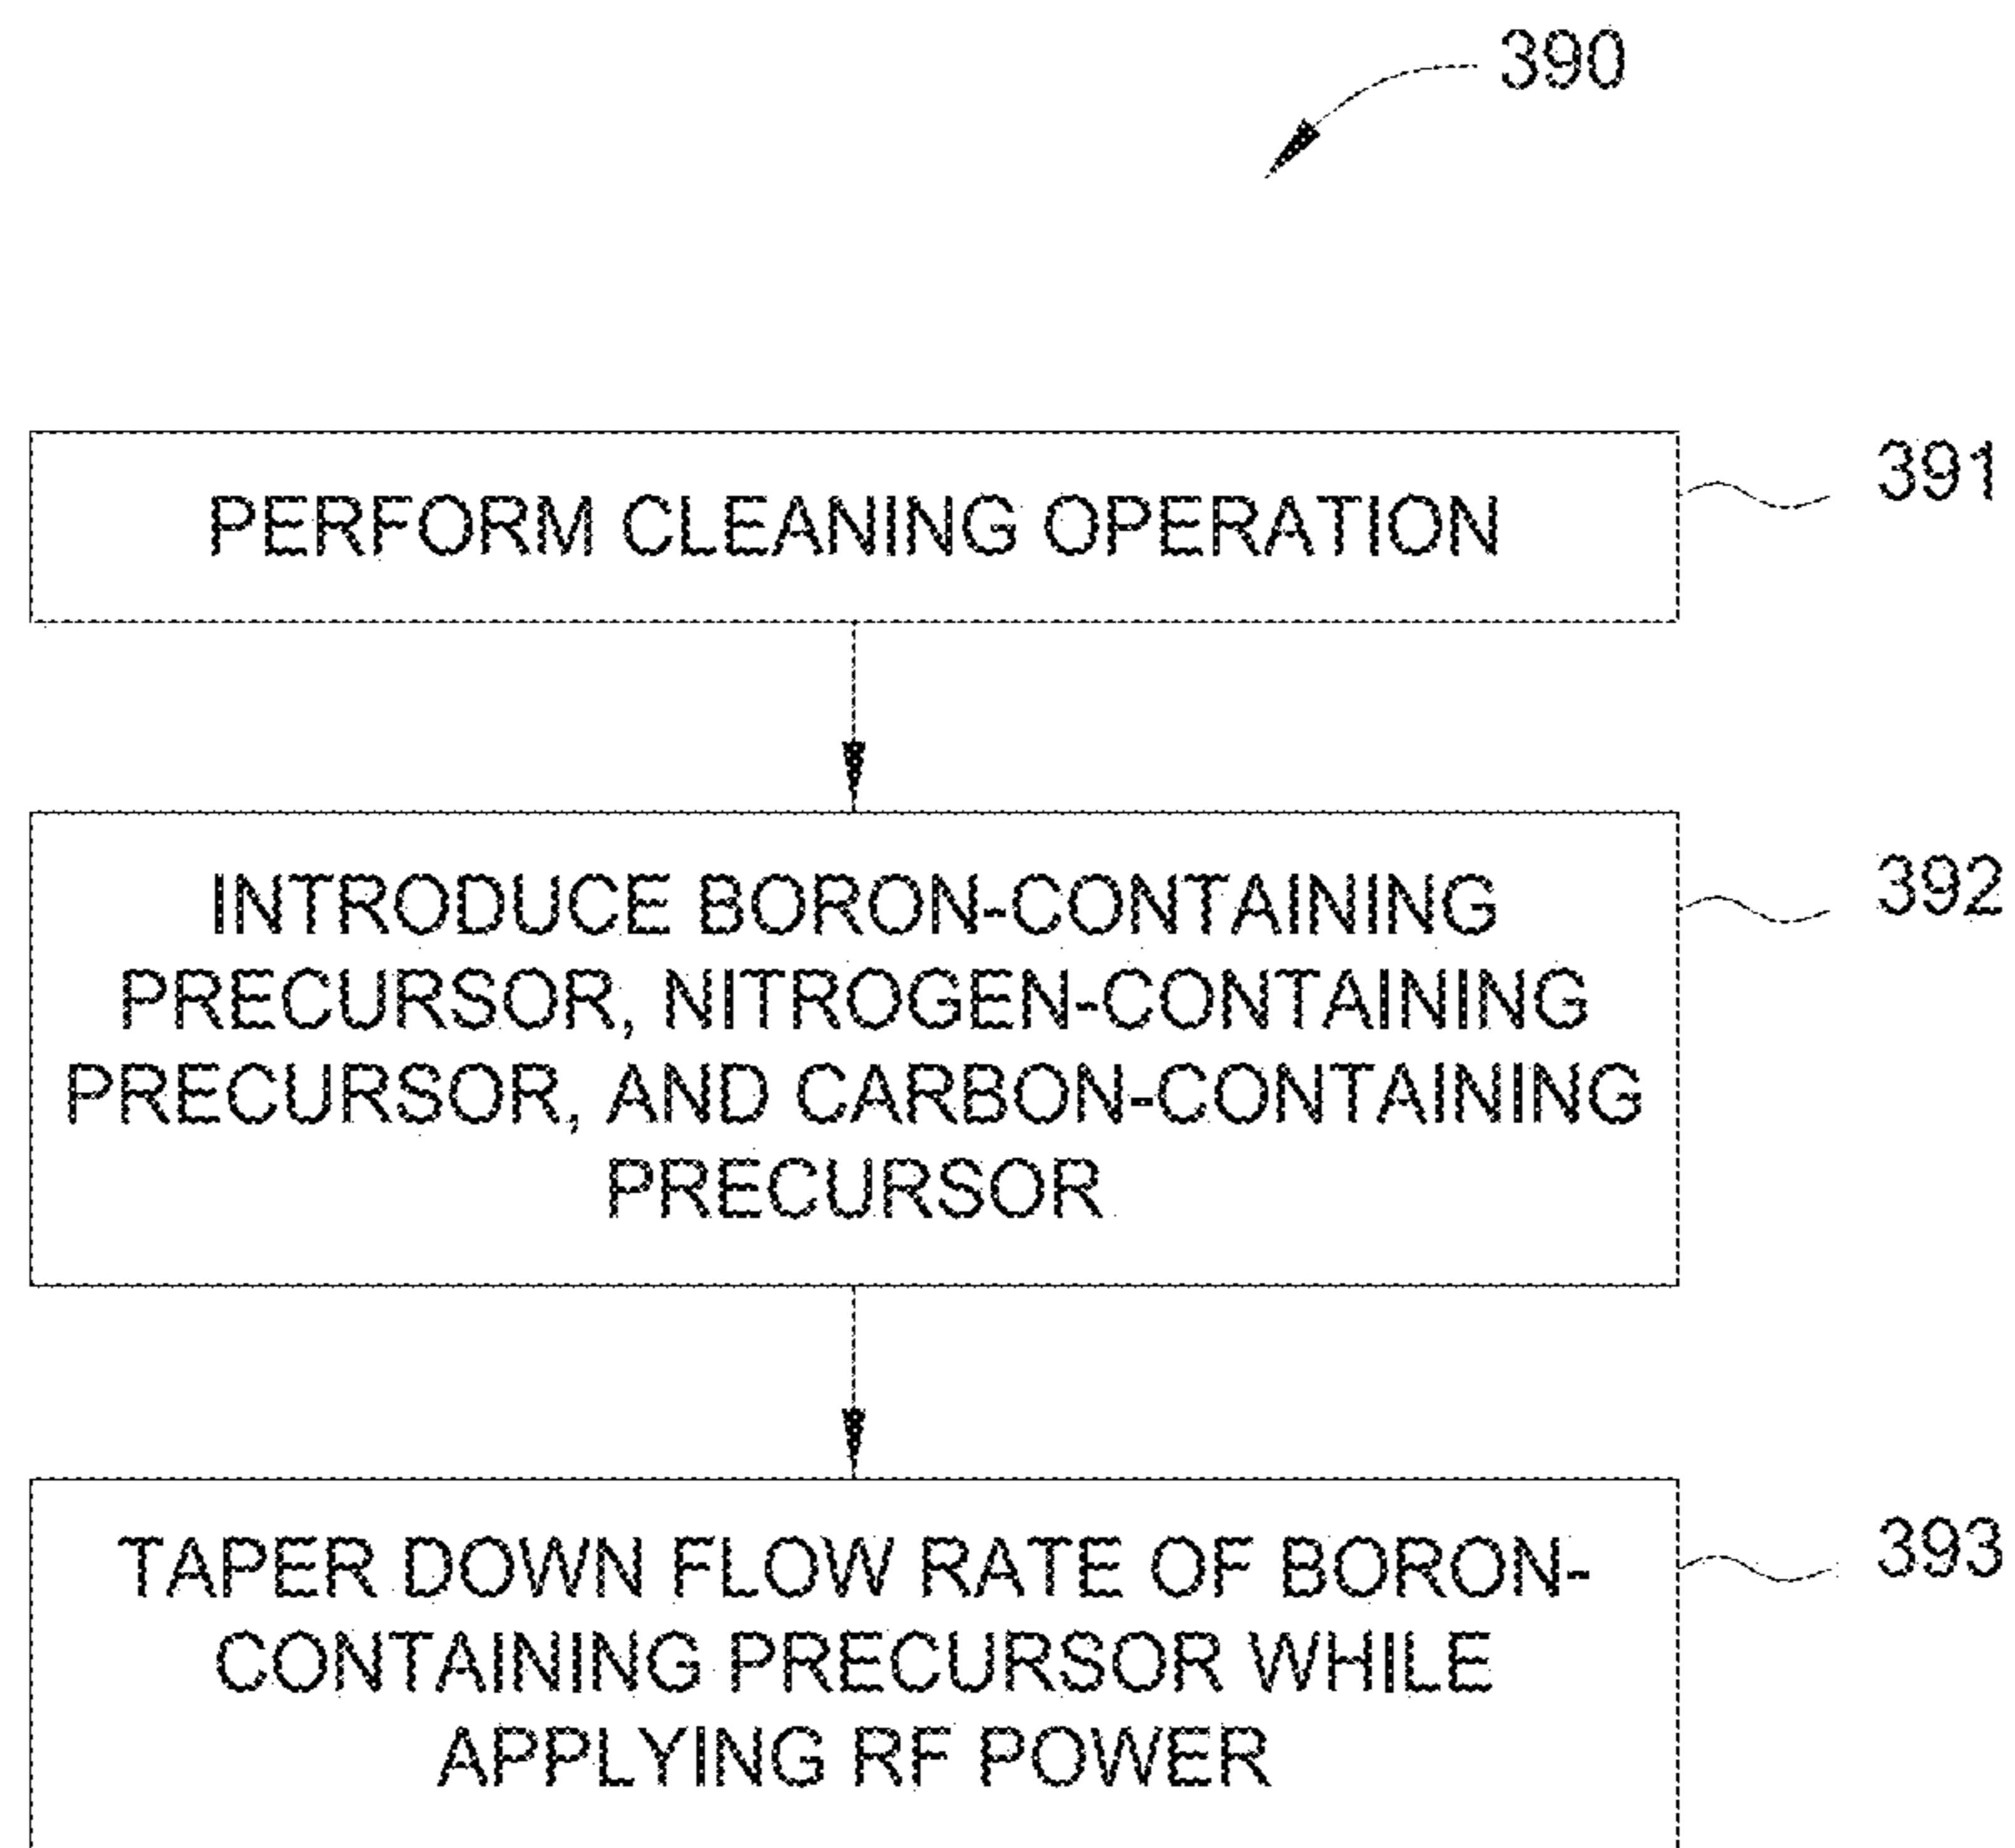 390
PERFORM CLEANING OPERATION
391
INTRODUCE BORON-CONTAINING
PRECURSOR, NITROGEN-CONTAINING
PRECURSOR, AND CARBON-CONTAINING
PRECURSOR
392
TAPER DOWN FLOW RATE OF BORON-
CONTAINING PRECURSOR WHILE
APPLYING RF POWER
393